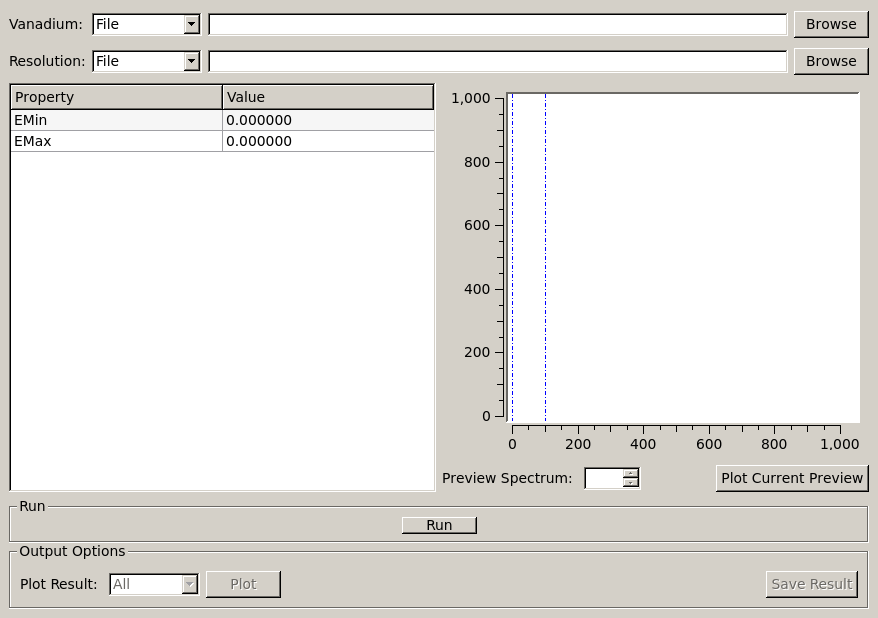 Vanadium: File Browse
Resolution: File Browse
Property Value
EMin 0.000000
EMax 0.000000
1,000
800
600
400
200
0
0 200 400 600 800 1,000
Preview Spectrum: Plot Current Preview
Run
Run
Output Options
Plot Result: All Plot Save Result